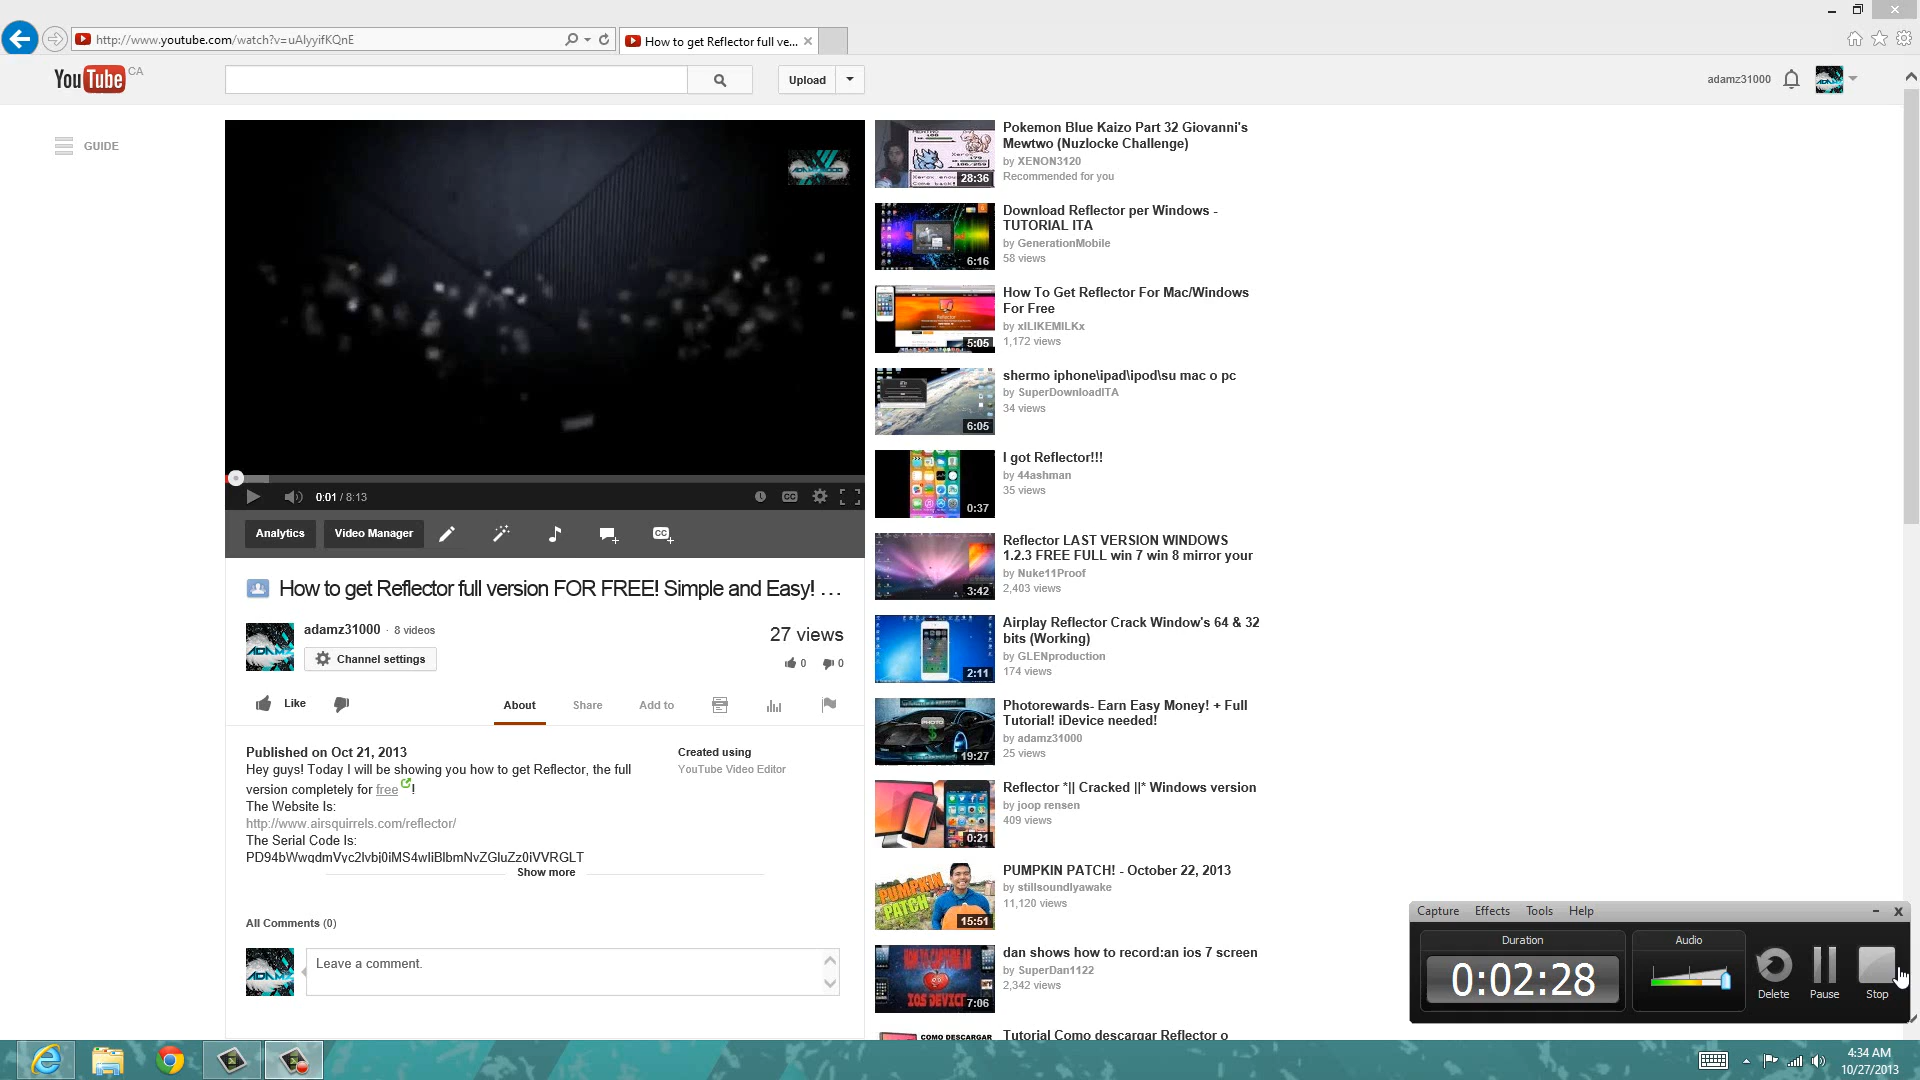 http://www.youtube.com/watch?v=uAlyyifKQnE
How to get Reflector full ve...
YouTube CA
Upload
adamz31000
GUIDE
0:01 / 8:13
Analytics
Video Manager
How to get Reflector full version FOR FREE! Simple and Easy! ...
adamz31000 · 8 videos
Channel settings
27 views
0 0
Like
About
Share
Add to
Published on Oct 21, 2013
Hey guys! Today I will be showing you how to get Reflector, the full
version completely for free !
The Website Is:
http://www.airsquirrels.com/reflector/
The Serial Code Is:
Show more
Created using
YouTube Video Editor
All Comments (0)
Leave a comment.
28:36
Pokemon Blue Kaizo Part 32 Giovanni's
Mewtwo (Nuzlocke Challenge)
by XENON3120
Recommended for you
6:16
Download Reflector per Windows -
TUTORIAL ITA
by GenerationMobile
58 views
5:05
How To Get Reflector For Mac/Windows
For Free
by xILIKEMILKx
1,172 views
6:05
shermo iphone\ipad\ipod\su mac o pc
by SuperDownloadITA
34 views
0:37
I got Reflector!!!
by 44ashman
35 views
3:42
Reflector LAST VERSION WINDOWS
1.2.3 FREE FULL win 7 win 8 mirror your
by Nuke11Proof
2,403 views
2:11
Airplay Reflector Crack Window's 64 & 32
bits (Working)
by GLENproduction
174 views
19:27
Photorewards- Earn Easy Money! + Full
Tutorial! iDevice needed!
by adamz31000
25 views
0:21
Reflector *|| Cracked ||* Windows version
by joop rensen
409 views
PUMPKIN
PATCH
15:51
PUMPKIN PATCH! - October 22, 2013
by stillsoundlyawake
11,120 views
7:06
dan shows how to record:an ios 7 screen
by SuperDan1122
2,342 views
COMO DESCARGAR
Tutorial Como descargar Reflector o
Capture Effects Tools Help
Duration
0:02:28
Audio
Delete
Pause
Stop
4:34 AM
10/27/2013